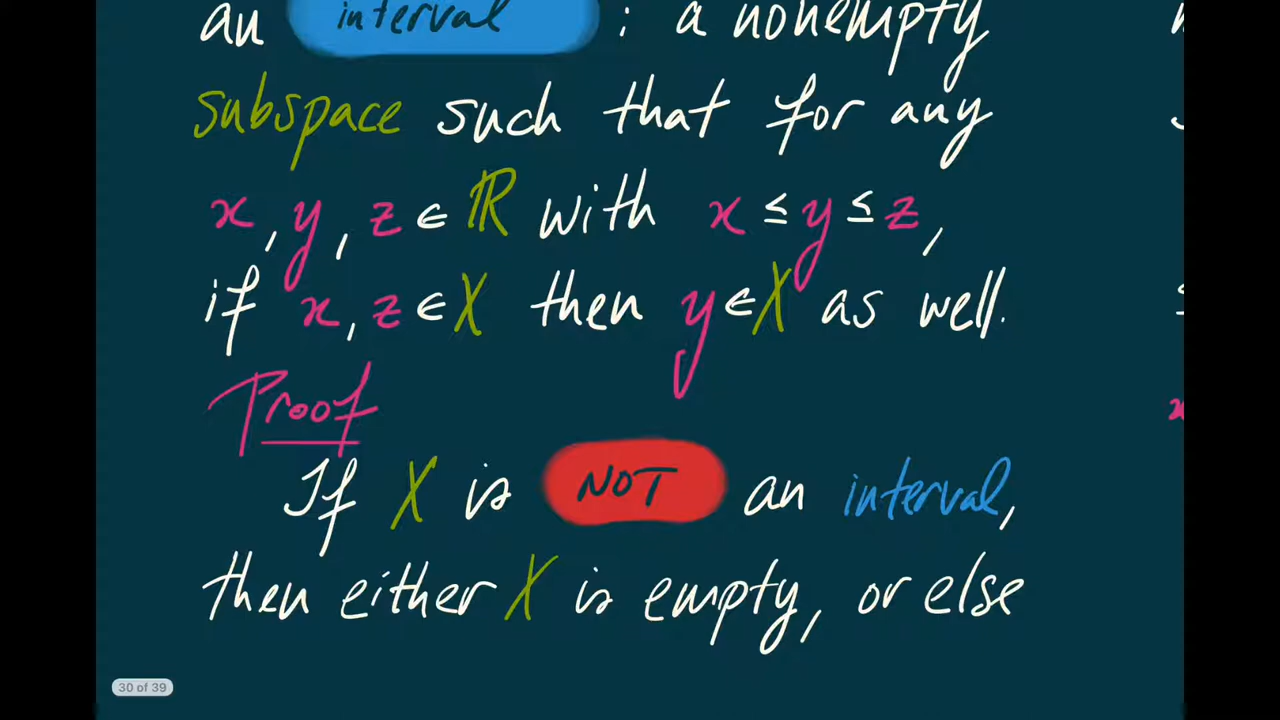 an interval : a nonempty
subspace such that for any
x, y, z ∈ ℝ with x ≤ y ≤ z,
if x, z ∈ X then y ∈ X as well.
Proof
If X is NOT an interval,
then either X is empty, or else
30 of 39